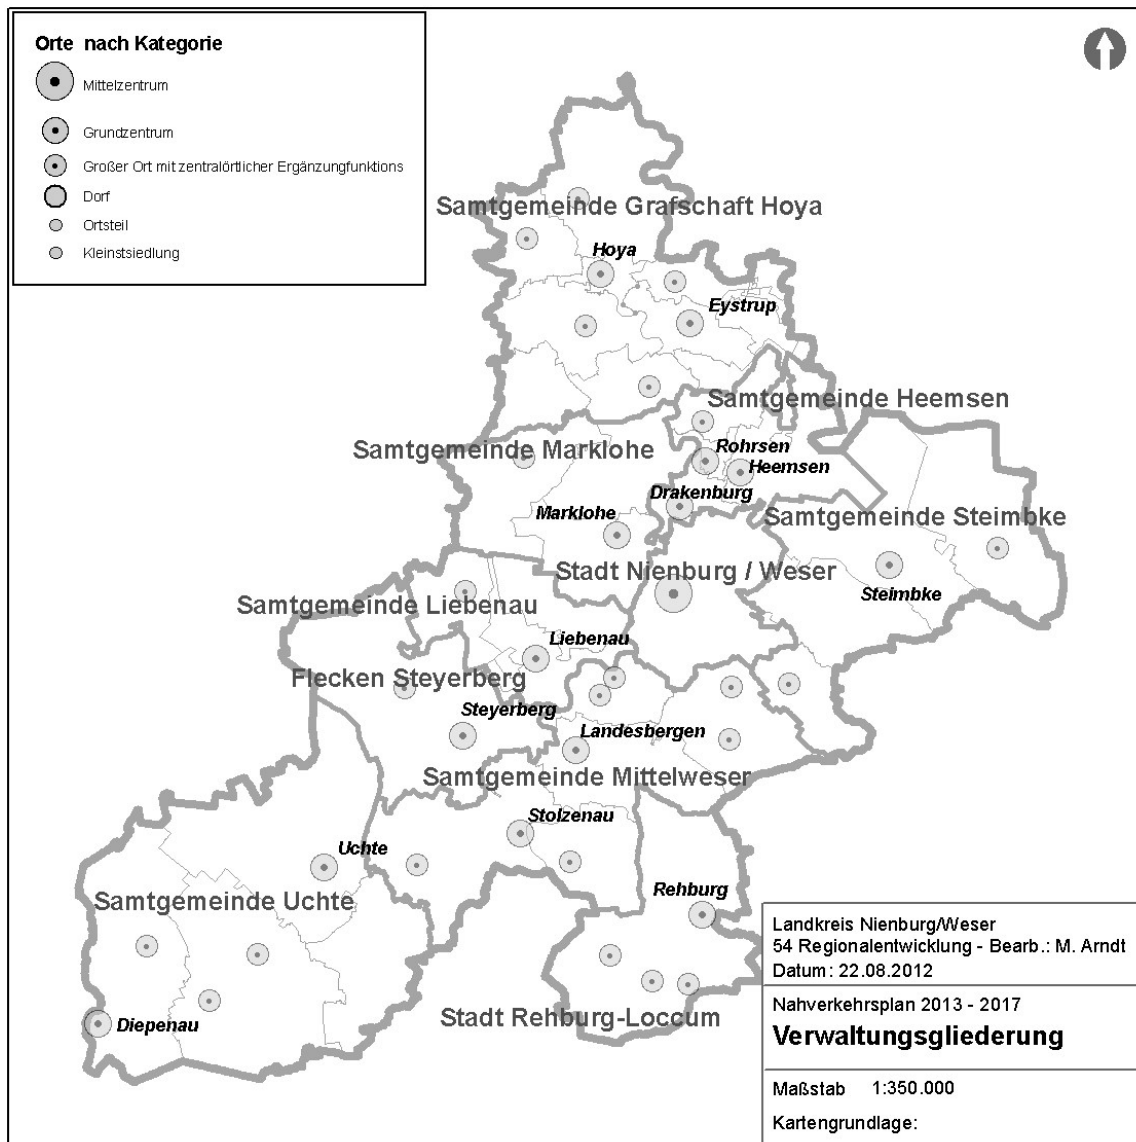 Orte nach Kategorie
Mittelzentrum
Grundzentrum
Großer Ort mit zentralörtlicher Ergänzungfunktions
Dorf
Ortsteil
Kleinstsiedlung
Samtgemeinde Grafschaft Hoya
Hoya
Eystrup
Samtgemeinde Heemsen
Samtgemeinde Marklohe
Rohrsen
Heemsen
Drakenburg
Marklohe
Samtgemeinde Steimbke
Stadt Nienburg / Weser
Steimbke
Samtgemeinde Liebenau
Liebenau
Flecken Steyerberg
Steyerberg
Landesbergen
Samtgemeinde Mittelweser
Stolzenau
Uchte
Rehburg
Samtgemeinde Uchte
Stadt Rehburg-Loccum
Diepenau
Landkreis Nienburg/Weser
54 Regionalentwicklung - Bearb.: M. Arndt
Datum: 22.08.2012
Nahverkehrsplan 2013 - 2017
Verwaltungsgliederung
Maßstab 1:350.000
Kartengrundlage: